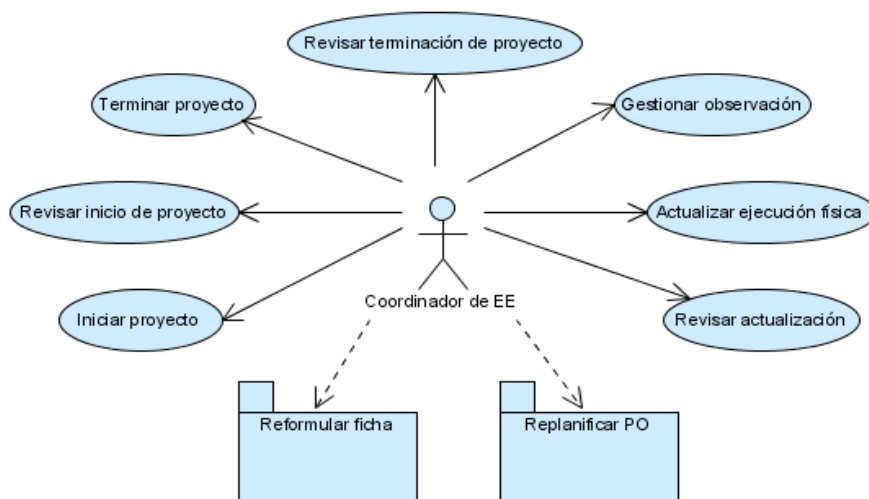 Revisar terminación de proyecto
Terminar proyecto
Gestionar observación
Revisar inicio de proyecto
Actualizar ejecución física
Coordinador de EE
Iniciar proyecto
Revisar actualización
Reformular ficha
Replanificar PO